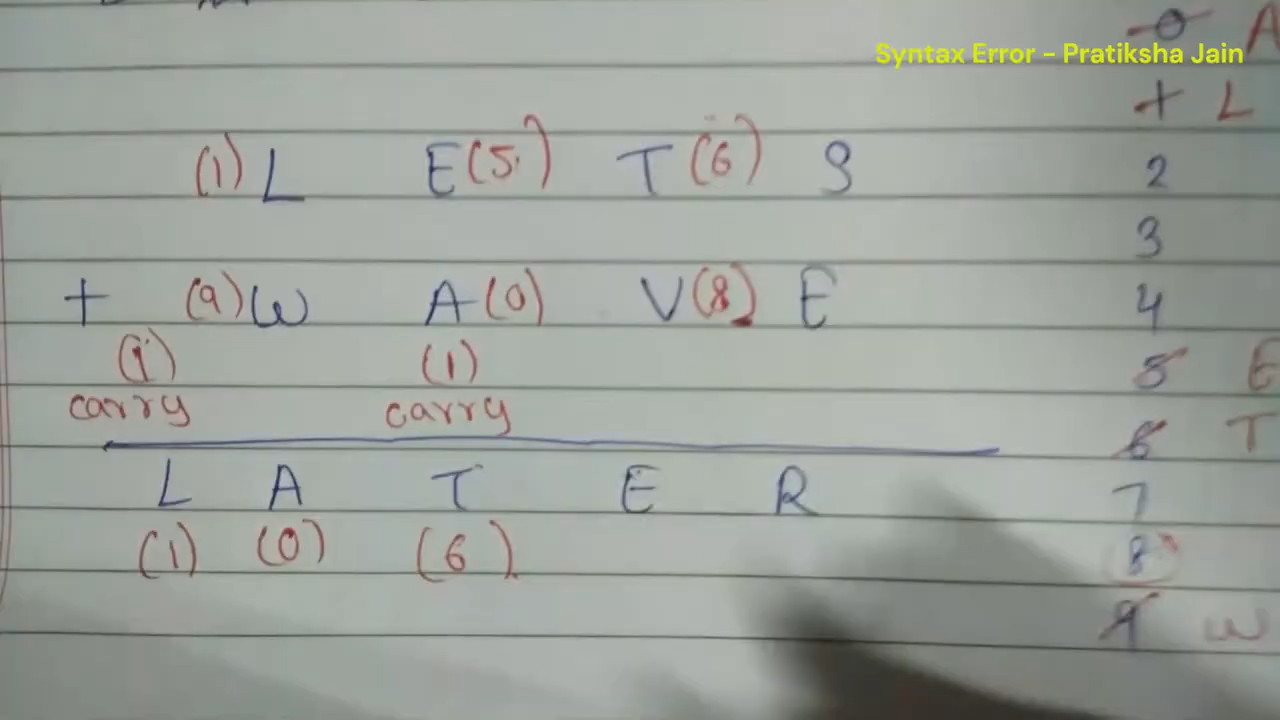 0 A
Syntax Error - Pratiksha Jain
+ L
(1) L E (5) T (6) S
2
3
+ (9) W A (0) V (8) E
4
(1) (1)
5 E
carry carry
6 T
L A T E R
7
(1) (0) (6)
8
9 W